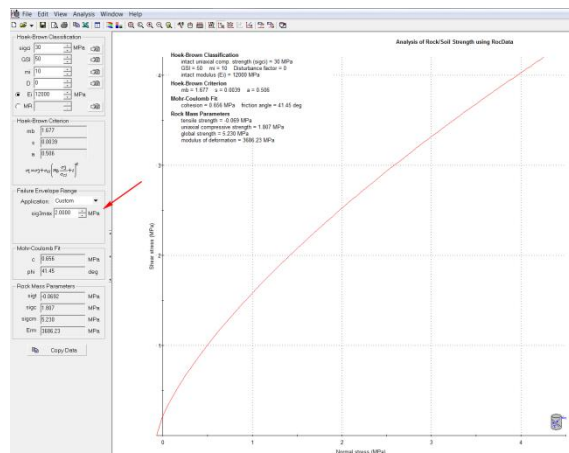 File Edit View Analysis Window Help
Hoek-Brown Classification
sigci 30 MPa
GSI 50
mi 10
D 0
Ei 12000 MPa
MR
Hoek-Brown Criterion
mb 1.677
s 0.0039
a 0.506
Failure Envelope Range
Application: Custom
sig3max 2.0000 MPa
Mohr-Coulomb Fit
c 0.656 MPa
phi 41.45 deg
Rock Mass Parameters
sigt -0.0692 MPa
sigc 1.807 MPa
sigcm 5.230 MPa
Erm 3686.23 MPa
Copy Data
Analysis of Rock/Soil Strength using RocData
Hoek-Brown Classification
intact uniaxial comp. strength (sigci) = 30 MPa
GSI = 50 mi = 10 Disturbance factor = 0
intact modulus (Ei) = 12000 MPa
Hoek-Brown Criterion
mb = 1.677 s = 0.0039 a = 0.506
Mohr-Coulomb Fit
cohesion = 0.656 MPa friction angle = 41.45 deg
Rock Mass Parameters
tensile strength = -0.069 MPa
uniaxial compressive strength = 1.807 MPa
global strength = 5.230 MPa
modulus of deformation = 3686.23 MPa
Shear stress (MPa)
4
3
2
1
0 1 2 3 4
Normal stress (MPa)